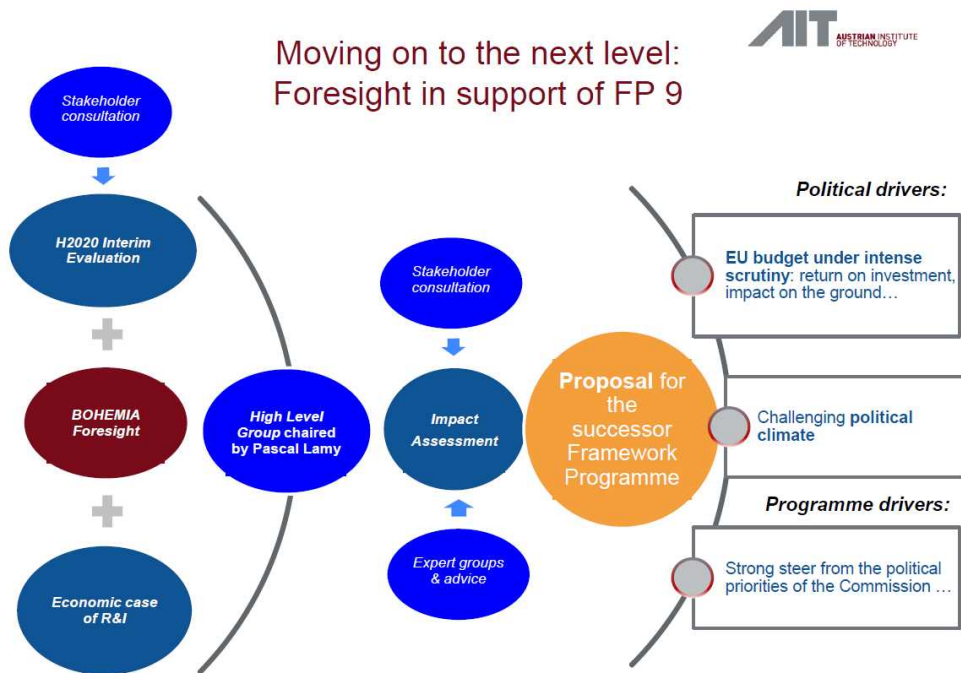 AIT
AUSTRIAN INSTITUTE
OF TECHNOLOGY
Moving on to the next level:
Foresight in support of FP 9
Stakeholder
consultation
H2020 Interim
Evaluation
BOHEMIA
Foresight
Economic case
of R&I
High Level
Group chaired
by Pascal Lamy
Stakeholder
consultation
Impact
Assessment
Expert groups
& advice
Proposal for
the
successor
Framework
Programme
Political drivers:
EU budget under intense
scrutiny: return on investment,
impact on the ground…
Challenging political
climate
Programme drivers:
Strong steer from the political
priorities of the Commission …